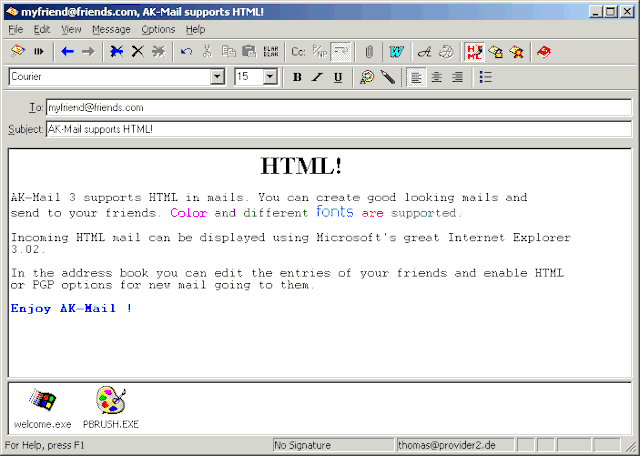 myfriend@friends.com, AK-Mail supports HTML!
File Edit View Message Options Help
BLAH BLAH Cc: P/NP W A HTML
Courier 15 B I U
To: myfriend@friends.com
Subject: AK-Mail supports HTML!
HTML!
AK-Mail 3 supports HTML in mails. You can create good looking mails and
send to your friends. Color and different fonts are supported.
Incoming HTML mail can be displayed using Microsoft's great Internet Explorer
3.02.
In the address book you can edit the entries of your friends and enable HTML
or PGP options for new mail going to them.
Enjoy AK-Mail !
welcome.exe PBRUSH.EXE
For Help, press F1 No Signature thomas@provider2.de